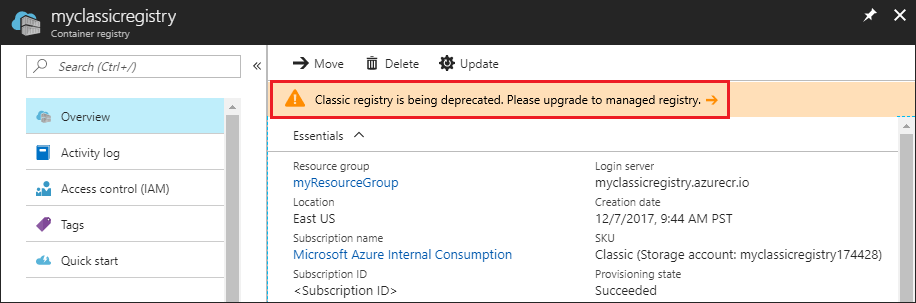 myclassicregistry
Container registry
Search (Ctrl+/)
Overview
Activity log
Access control (IAM)
Tags
Quick start
Move Delete Update
Classic registry is being deprecated. Please upgrade to managed registry.
Essentials
Resource group
myResourceGroup
Location
East US
Subscription name
Microsoft Azure Internal Consumption
Subscription ID
<Subscription ID>
Login server
myclassicregistry.azurecr.io
Creation date
12/7/2017, 9:44 AM PST
SKU
Classic (Storage account: myclassicregistry174428)
Provisioning state
Succeeded